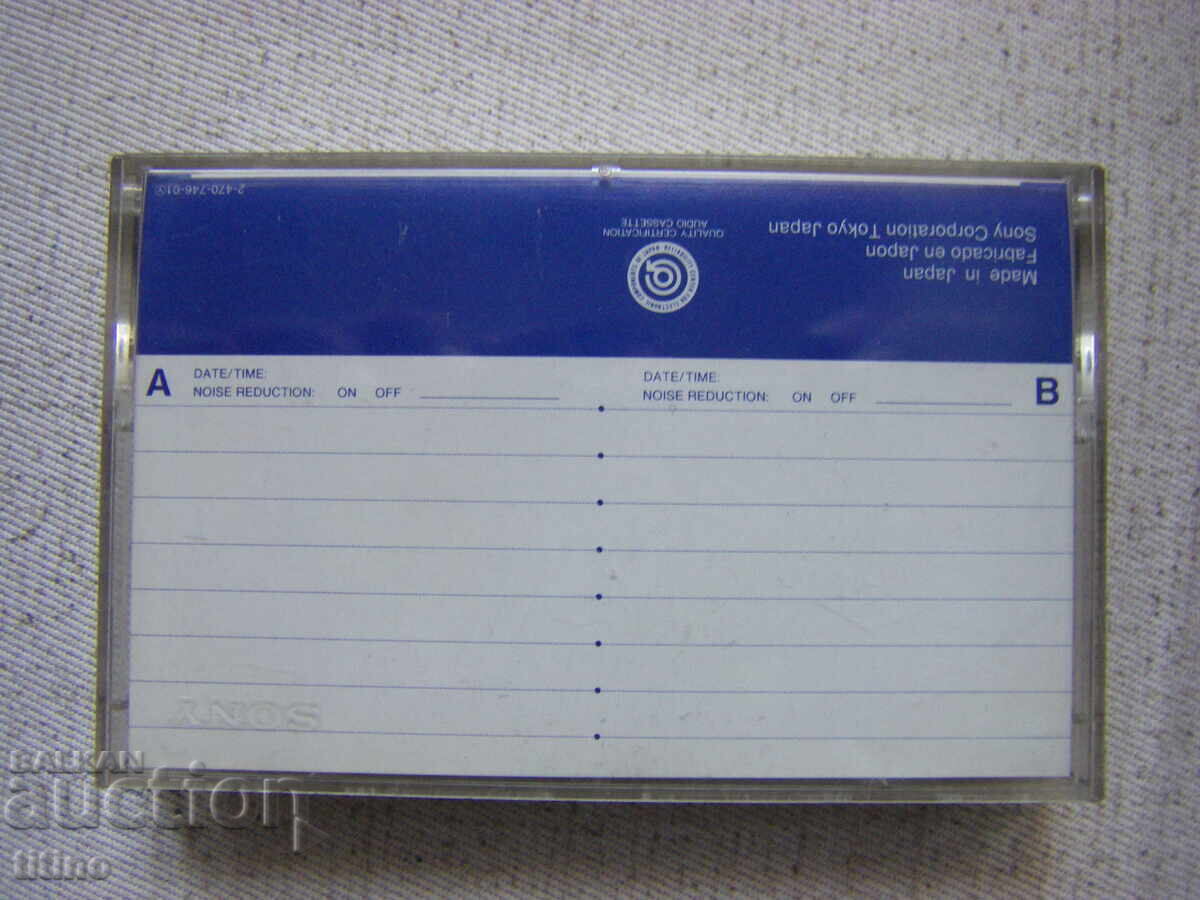 2-470-746-01
QUALITY CERTIFICATION
AUDIO CASSETTE
Made in Japan
Fabricado en Japon
Sony Corporation Tokyo Japan
A
DATE/TIME:
NOISE REDUCTION: ON OFF
DATE/TIME:
NOISE REDUCTION: ON OFF
B
SONY
BALKAN
auction
titino